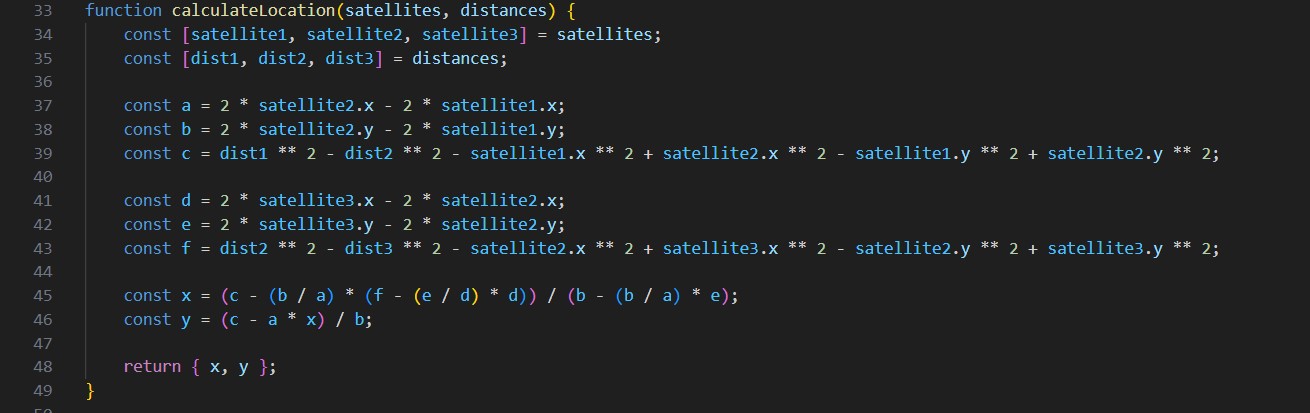 33 function calculateLocation(satellites, distances) {
34     const [satellite1, satellite2, satellite3] = satellites;
35     const [dist1, dist2, dist3] = distances;
36
37     const a = 2 * satellite2.x - 2 * satellite1.x;
38     const b = 2 * satellite2.y - 2 * satellite1.y;
39     const c = dist1 ** 2 - dist2 ** 2 - satellite1.x ** 2 + satellite2.x ** 2 - satellite1.y ** 2 + satellite2.y ** 2;
40
41     const d = 2 * satellite3.x - 2 * satellite2.x;
42     const e = 2 * satellite3.y - 2 * satellite2.y;
43     const f = dist2 ** 2 - dist3 ** 2 - satellite2.x ** 2 + satellite3.x ** 2 - satellite2.y ** 2 + satellite3.y ** 2;
44
45     const x = (c - (b / a) * (f - (e / d) * d)) / (b - (b / a) * e);
46     const y = (c - a * x) / b;
47
48     return { x, y };
49 }